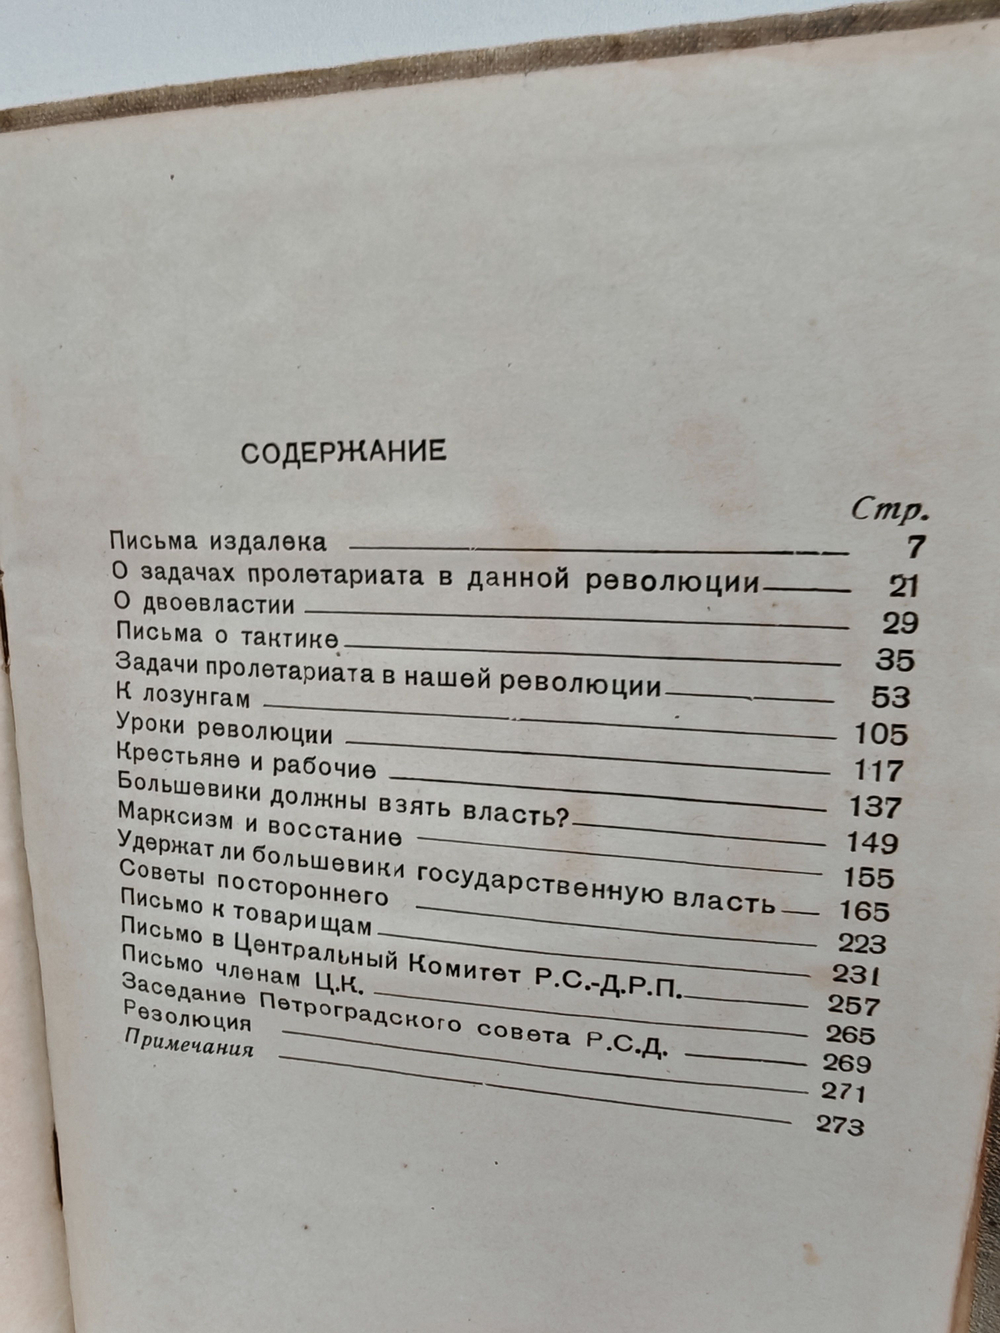 СОДЕРЖАНИЕ
Стр.
Письма издалека 7
О задачах пролетариата в данной революции 21
О двоевластии 29
Письма о тактике 35
Задачи пролетариата в нашей революции 53
К лозунгам 105
Уроки революции 117
Крестьяне и рабочие 137
Большевики должны взять власть? 149
Марксизм и восстание 155
Удержат ли большевики государственную власть 165
Советы постороннего 223
Письмо к товарищам 231
Письмо в Центральный Комитет Р.С.-Д.Р.П. 257
Письмо членам Ц.К. 265
Заседание Петроградского совета Р.С.Д. 269
Резолюция 271
Примечания 273